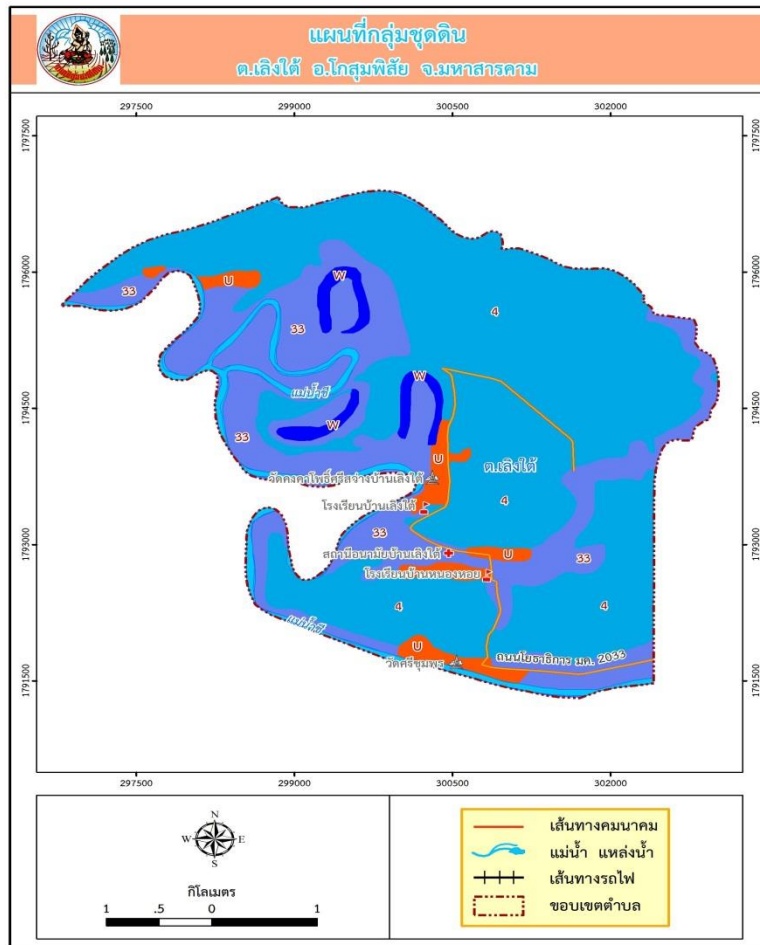 แผนที่กลุ่มชุดดิน
ต.เลิงใต้ อ.โกสุมพิสัย จ.มหาสารคาม
297500 299000 300500 302000
1797500 1797500
1796000 1796000
1794500 1794500
1793000 1793000
1791500 1791500
33
U
W
33
4
แม่น้ำชี
W
W
33
U
ต.เลิงใต้
วัดคงคาโพธิ์ศรีสร่างบ้านเลิงใต้
4
โรงเรียนบ้านเลิงใต้
33
สถานีอนามัยบ้านเลิงใต้
U
33
โรงเรียนบ้านหนองหอย
4
4
แม่น้ำชี
U
วัดศรีชุมพร
ถนนโยธาธิการ มค. 2033
297500 299000 300500 302000
N
W E
S
กิโลเมตร
1 .5 0 1
เส้นทางคมนาคม
แม่น้ำ แหล่งน้ำ
เส้นทางรถไฟ
ขอบเขตตำบล